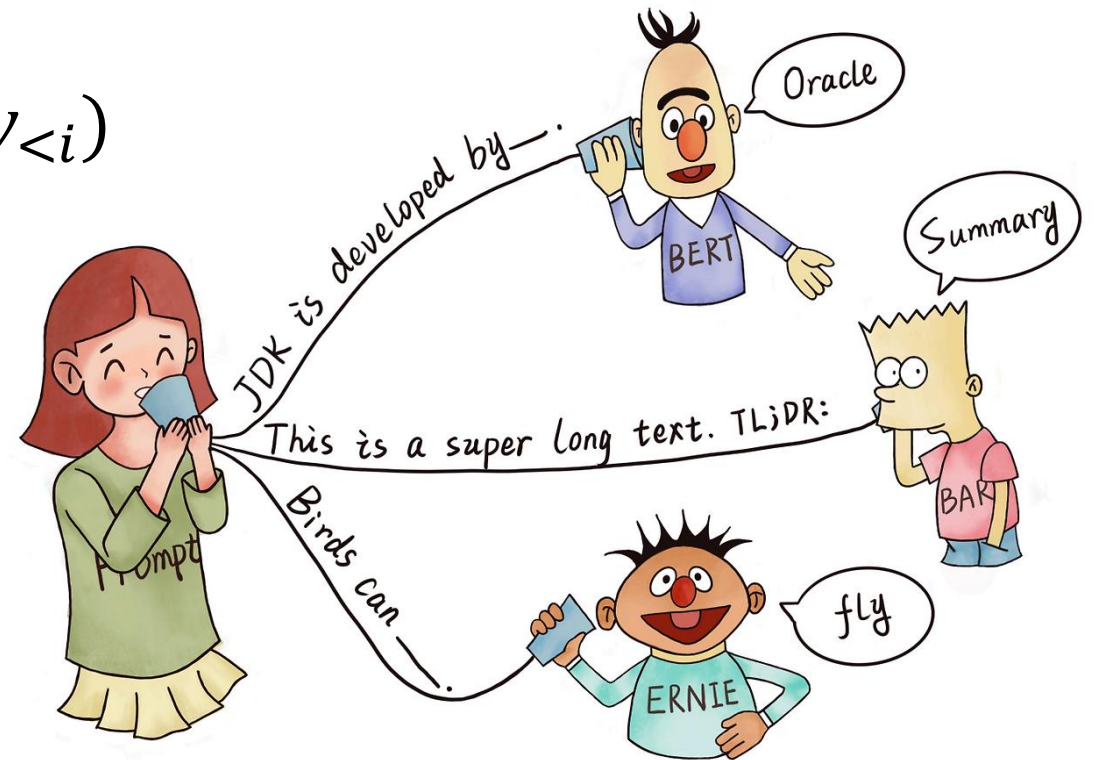 y<i)
JDK is developed by—.
Oracle
BERT
Summary
This is a super long text. TL;DR:
BAR
Prompt
Birds can —.
fly
ERNIE